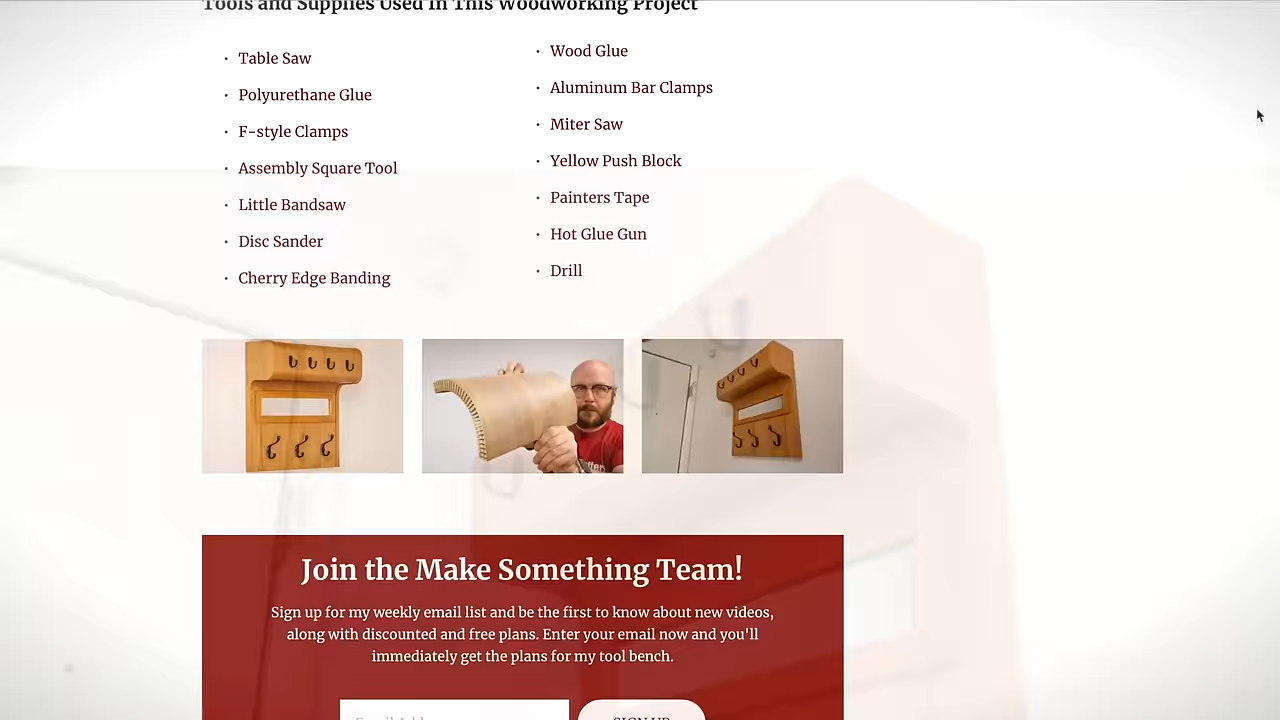 Tools and Supplies Used In This Woodworking Project
Table Saw
Polyurethane Glue
F-style Clamps
Assembly Square Tool
Little Bandsaw
Disc Sander
Cherry Edge Banding
Wood Glue
Aluminum Bar Clamps
Miter Saw
Yellow Push Block
Painters Tape
Hot Glue Gun
Drill
Join the Make Something Team!
Sign up for my weekly email list and be the first to know about new videos,
along with discounted and free plans. Enter your email now and you'll
immediately get the plans for my tool bench.
SIGN UP